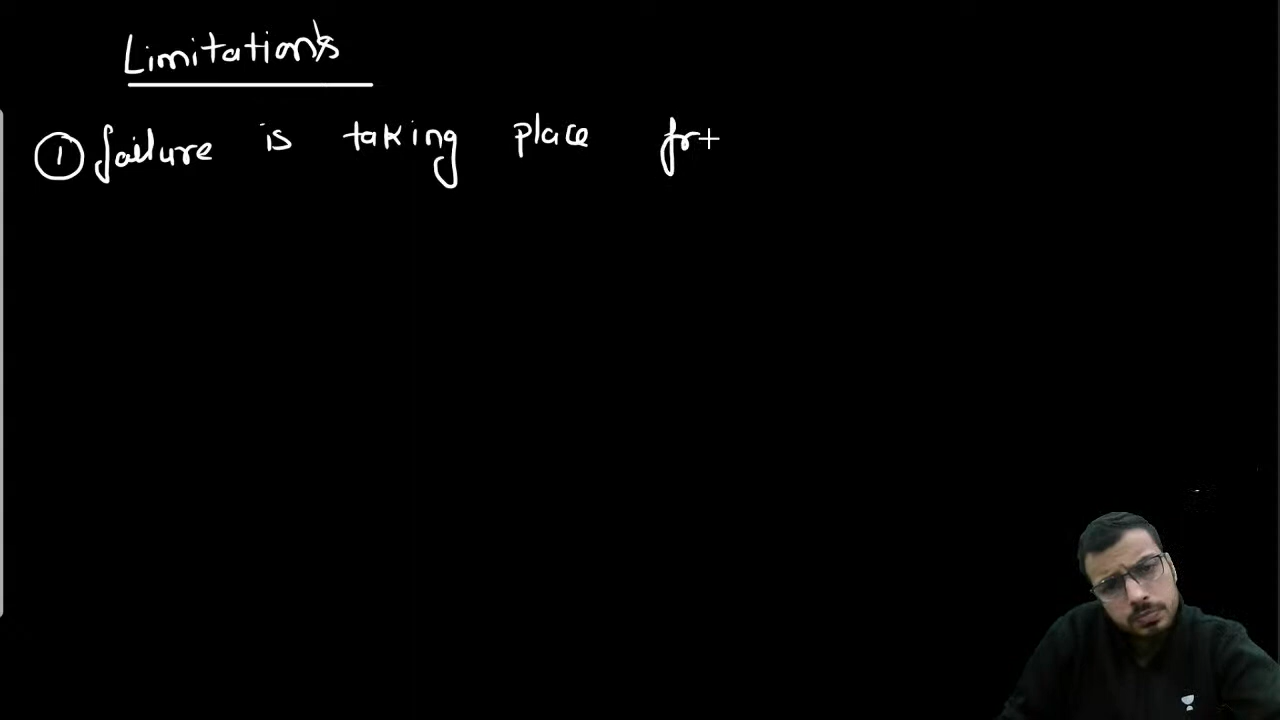 Limitations
① failure is taking place